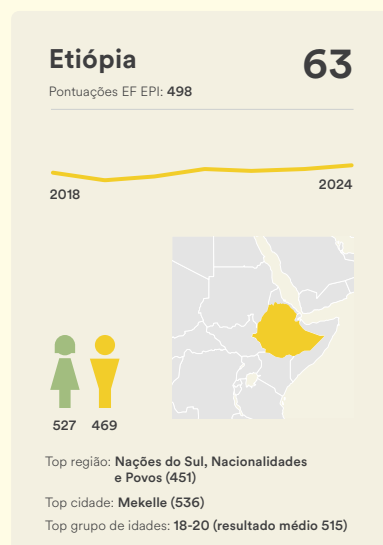 Etiópia
63
Pontuações EF EPI: 498
2018
2024
527 469
Top região: Nações do Sul, Nacionalidades
e Povos (451)
Top cidade: Mekelle (536)
Top grupo de idades: 18-20 (resultado médio 515)